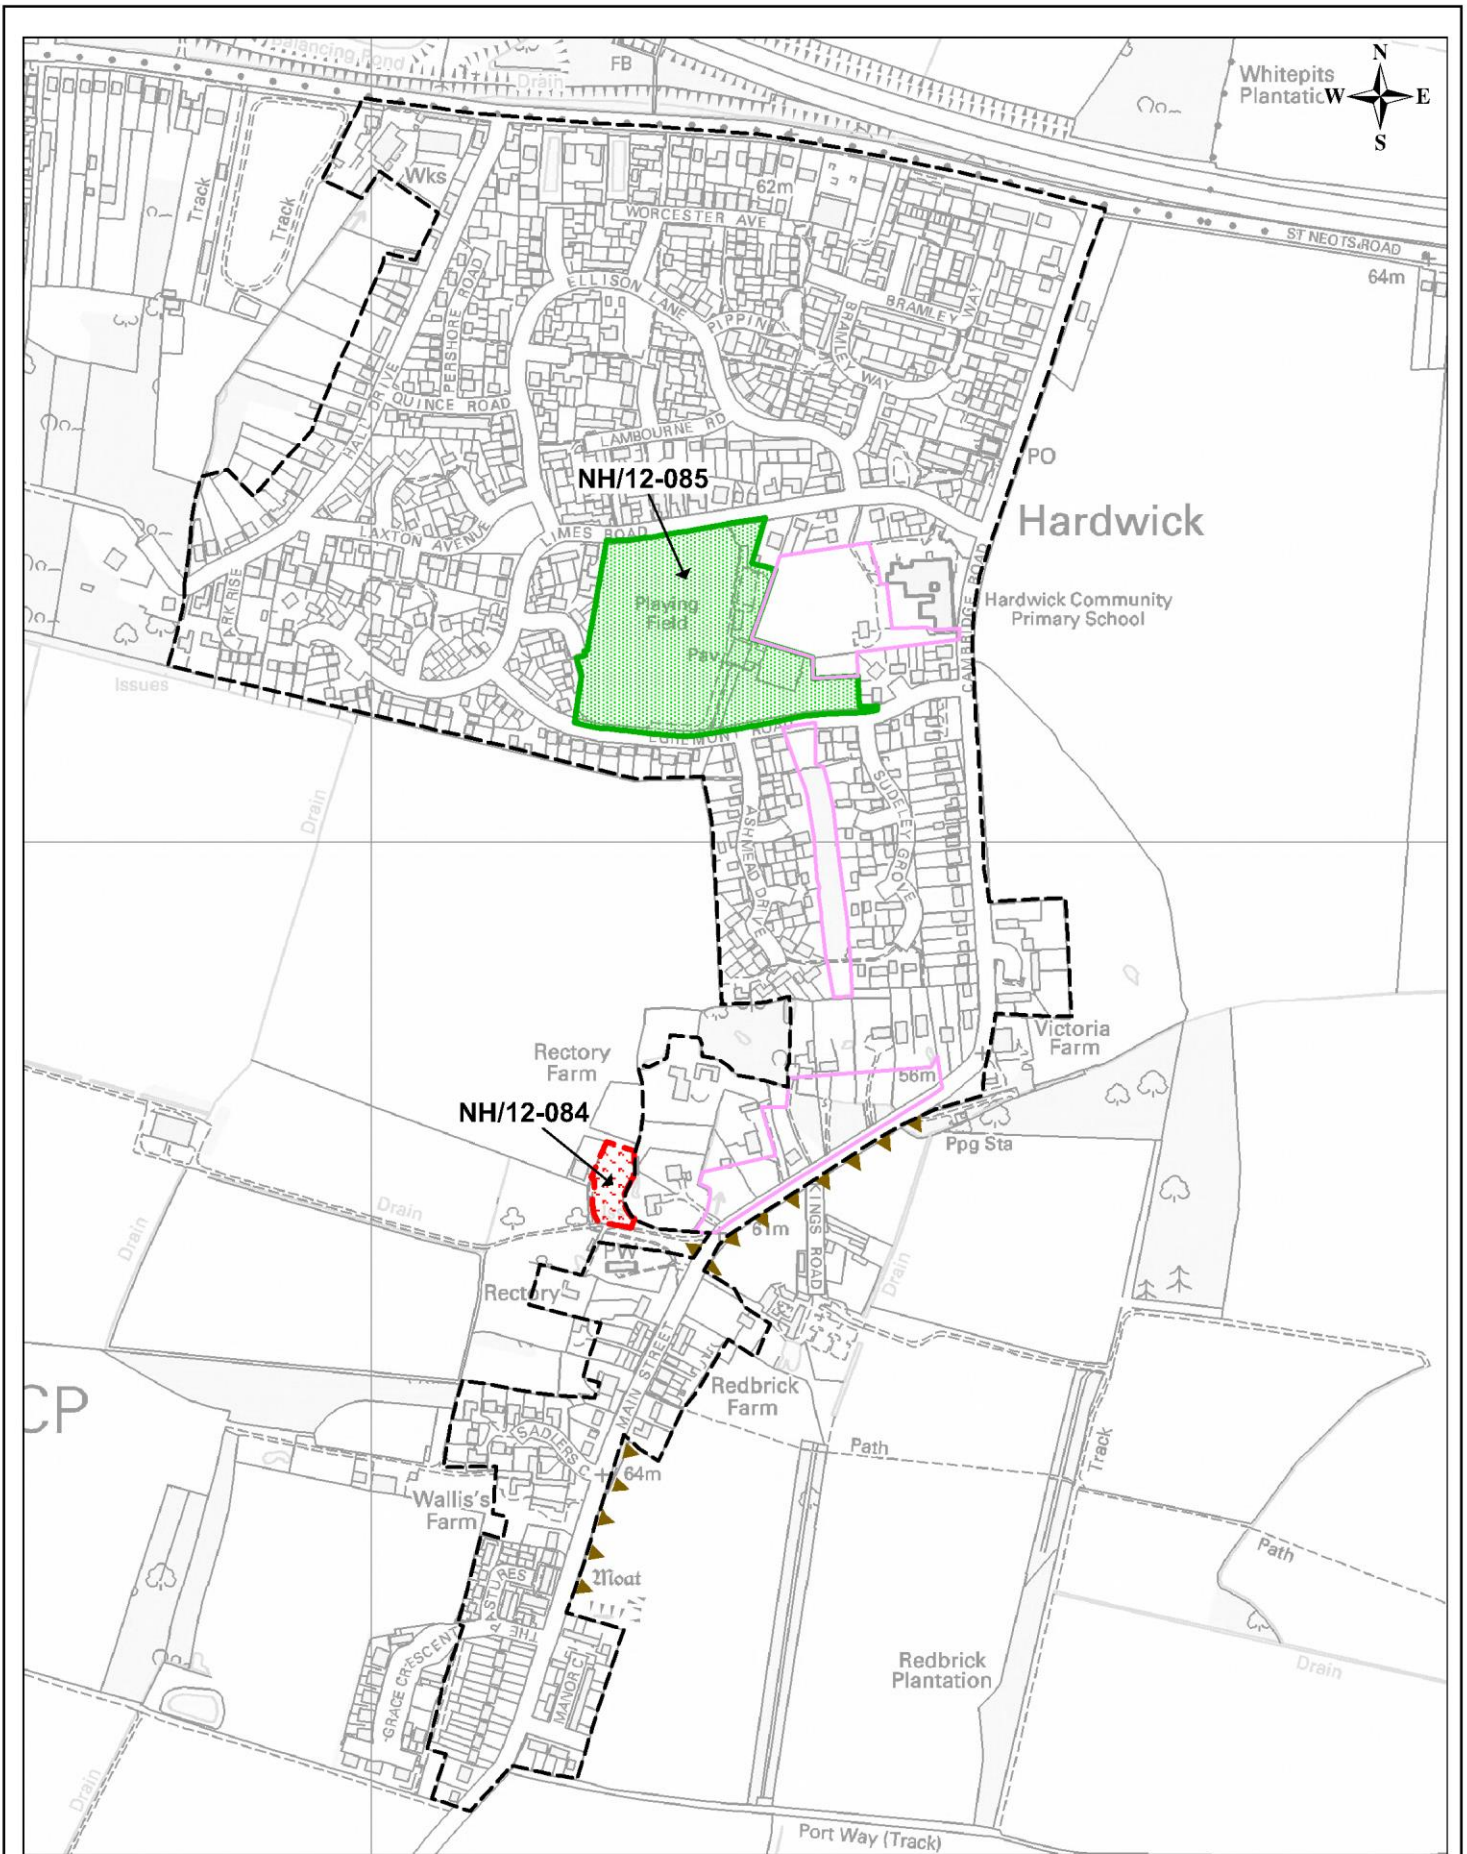 Balancing Pond
Drain
FB
Whitepits
Plantatic
N
W
E
S
Track
Track
Wks
62m
WORCESTER AVE
ST NEOTS ROAD
64m
PERSHORE ROAD
ELLISON LANE
PIPPIN
BRAMLEY WAY
BRAMLEY WAY
HALL DRIVE
QUINCE ROAD
LAMBOURNE RD
PO
NH/12-085
Hardwick
LAXTON AVENUE
LIMES ROAD
ARK RISE
Playing
Field
Pav
Hardwick Community
Primary School
CAMBRIDGE ROAD
Issues
EGREMONT ROAD
Drain
ASHMEAD DRIVE
SUDELEY GROVE
Victoria
Farm
Rectory
Farm
56m
NH/12-084
Ppg Sta
Drain
Drain
61m
KINGS ROAD
Drain
PW
Rectory
MAIN STREET
Redbrick
Farm
CP
SADLERS C
64m
Path
Track
Wallis's
Farm
Path
Moat
THE PASTURES
GRACE CRESCENT
MANOR C
Redbrick
Plantation
Drain
Drain
Port Way (Track)